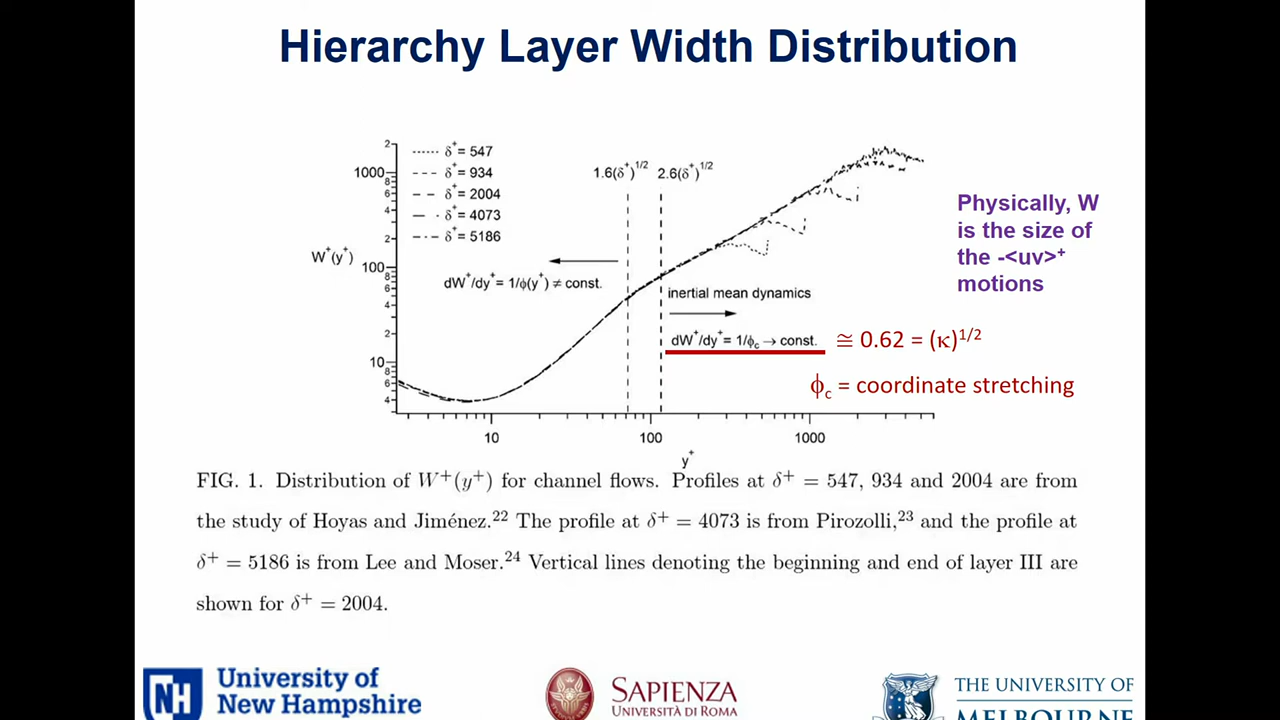 Hierarchy Layer Width Distribution
δ⁺= 547
δ⁺= 934
δ⁺= 2004
δ⁺= 4073
δ⁺= 5186
1.6(δ⁺)^1/2
2.6(δ⁺)^1/2
W⁺(y⁺)
2
1000
8
6
4
2
100
8
6
4
2
10
8
6
4
dW⁺/dy⁺= 1/ϕ(y⁺) ≠ const.
inertial mean dynamics
dW⁺/dy⁺= 1/ϕc → const.
≅ 0.62 = (κ)^1/2
ϕc = coordinate stretching
10
100
1000
y⁺
Physically, W
is the size of
the -<uv>⁺
motions
FIG. 1. Distribution of W⁺(y⁺) for channel flows. Profiles at δ⁺ = 547, 934 and 2004 are from
the study of Hoyas and Jiménez.²² The profile at δ⁺ = 4073 is from Pirozolli,²³ and the profile at
δ⁺ = 5186 is from Lee and Moser.²⁴ Vertical lines denoting the beginning and end of layer III are
shown for δ⁺ = 2004.
NH
University of
New Hampshire
SAPIENZA
UNIVERSITÀ DI ROMA
THE UNIVERSITY OF
MELBOURNE